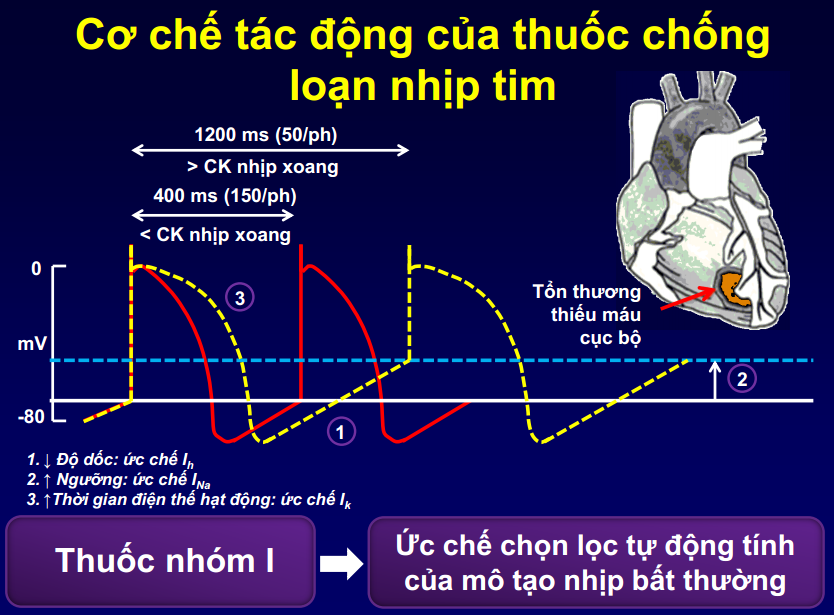 Cơ chế tác động của thuốc chống
loạn nhịp tim
1200 ms (50/ph)
> CK nhịp xoang
400 ms (150/ph)
< CK nhịp xoang
0
3
Tổn thương
thiếu máu
cục bộ
mV
2
-80
1
1.↓ Độ dốc: ức chế Ih
2.↑ Ngưỡng: ức chế INa
3.↑Thời gian điện thế hạt động: ức chế Ik
Thuốc nhóm I
Ức chế chọn lọc tự động tính
của mô tạo nhịp bất thường